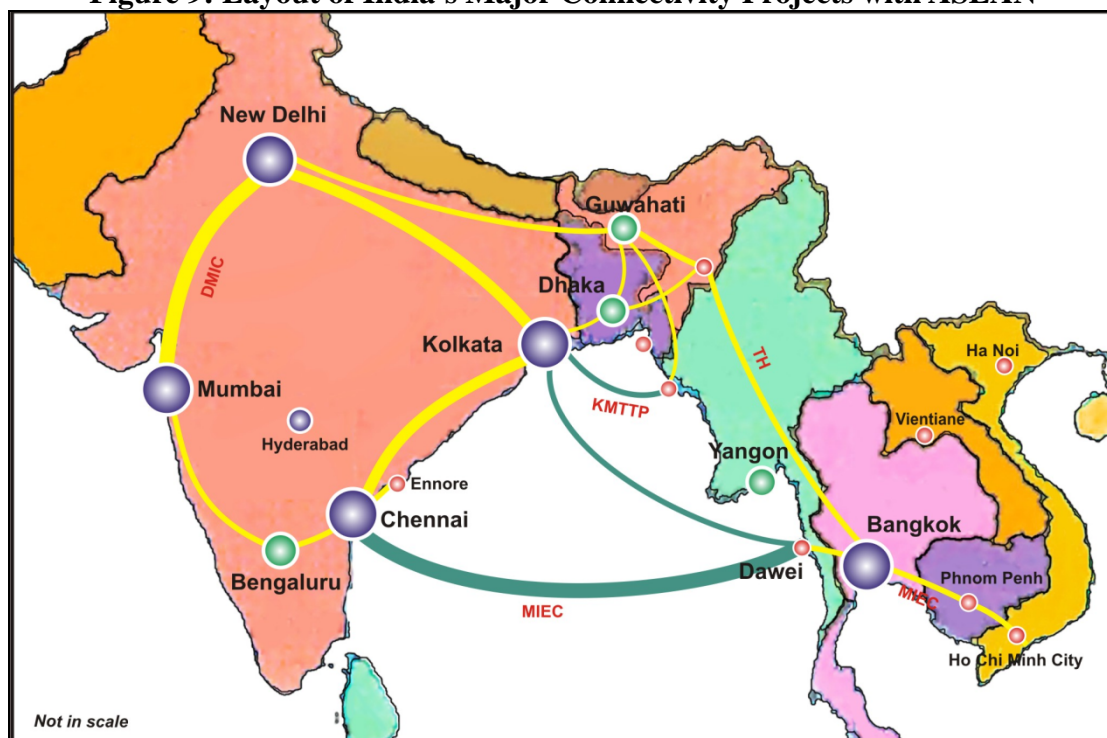 Figure 9: Layout of India's Major Connectivity Projects with ASEAN
New Delhi
Guwahati
DMIC
Dhaka
Kolkata
TH
Ha Noi
Mumbai
KMTTP
Hyderabad
Vientiane
Yangon
Ennore
Chennai
Bangkok
Dawei
Bengaluru
Phnom Penh
MIEC
MIEC
Ho Chi Minh City
Not in scale